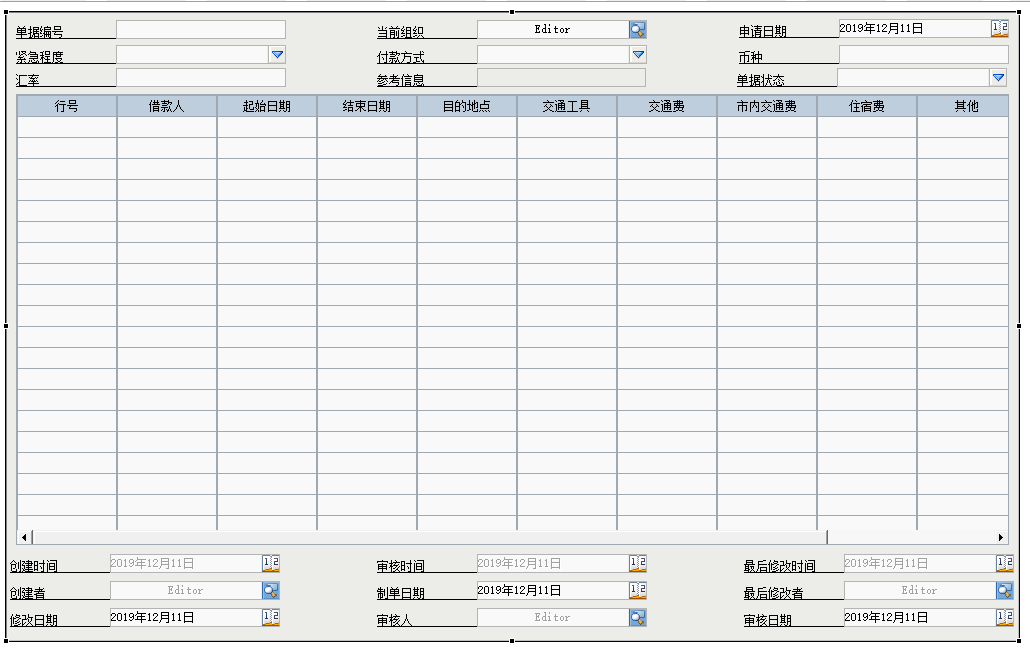 单据编号 当前组织 Editor 申请日期 2019年12月11日
紧急程度 付款方式 币种
汇率 参考信息 单据状态
行号 借款人 起始日期 结束日期 目的地点 交通工具 交通费 市内交通费 住宿费 其他
创建时间 2019年12月11日 审核时间 2019年12月11日 最后修改时间 2019年12月11日
创建者 Editor 制单日期 2019年12月11日 最后修改者 Editor
修改日期 2019年12月11日 审核人 Editor 审核日期 2019年12月11日